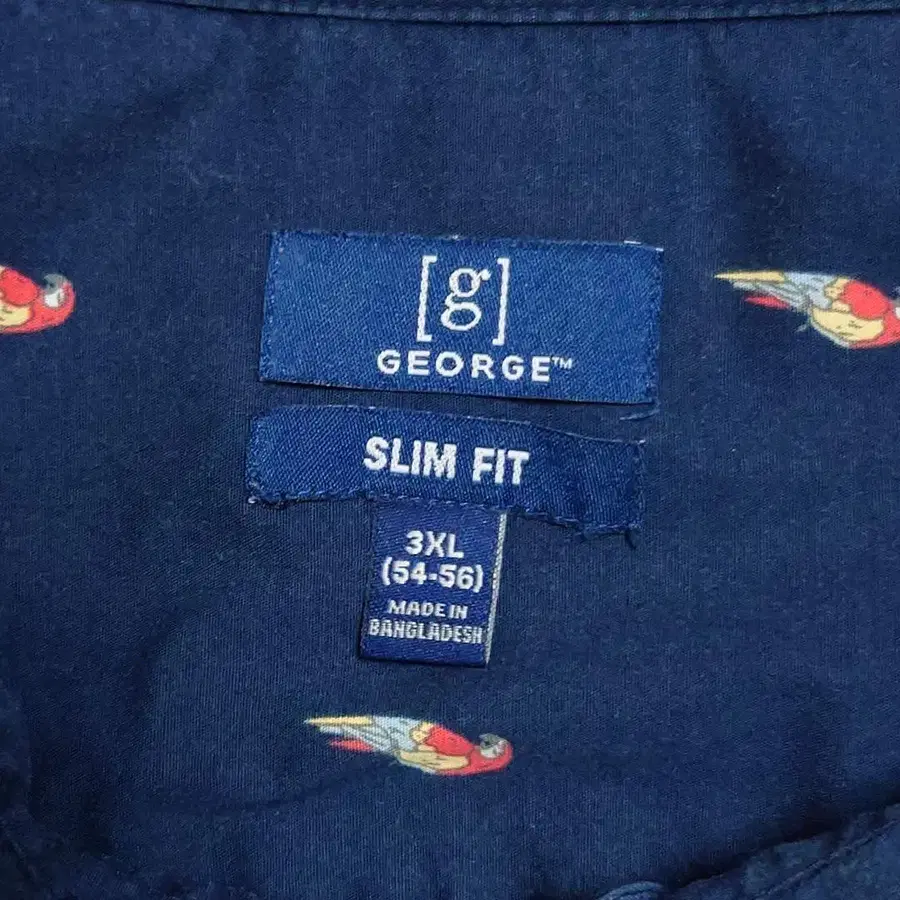 [g]
GEORGE™
SLIM FIT
3XL
(54-56)
MADE IN
BANGLADESH